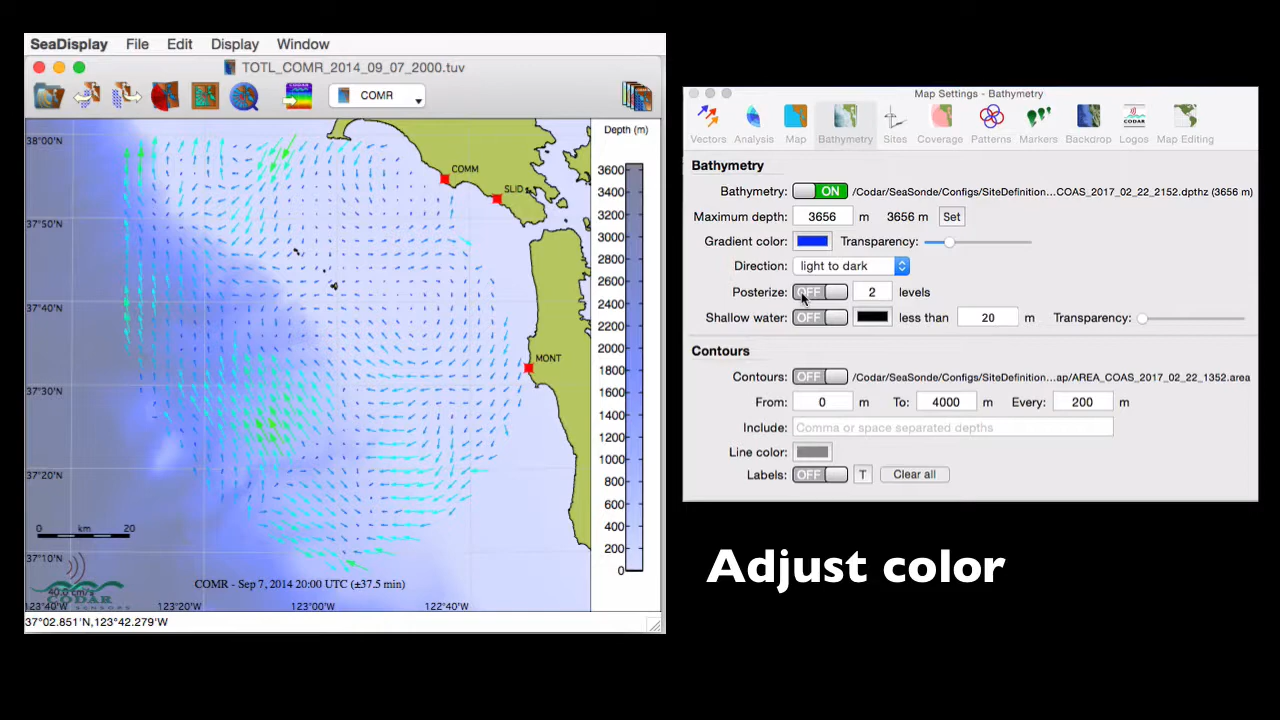 SeaDisplay File Edit Display Window
TOTL_COMR_2014_09_07_2000.tuv
COMR
38°00'N
37°50'N
37°40'N
37°30'N
37°20'N
37°10'N
COMM
SLID
MONT
0 km 20
COMR - Sep 7, 2014 20:00 UTC (±37.5 min)
40.0 cm/s
CODAR
SENSORS
123°40'W 123°20'W 123°00'W 122°40'W
37°02.851'N,123°42.279'W
Depth (m)
3600
3400
3200
3000
2800
2600
2400
2200
2000
1800
1600
1400
1200
1000
800
600
400
200
0
Map Settings - Bathymetry
Vectors Analysis Map Bathymetry Sites Coverage Patterns Markers Backdrop Logos Map Editing
CODAR
Bathymetry
Bathymetry: ON /Codar/SeaSonde/Configs/SiteDefinition...COAS_2017_02_22_2152.dptfiz (3656 m)
Maximum depth: 3656 m 3656 m Set
Gradient color: Transparency:
Direction: light to dark
Posterize: OFF 2 levels
Shallow water: OFF less than 20 m Transparency:
Contours
Contours: OFF /Codar/SeaSonde/Configs/SiteDefinition...ap/AREA_COAS_2017_02_22_1352.area
From: 0 m To: 4000 m Every: 200 m
Include: Comma or space separated depths
Line color:
Labels: OFF T Clear all
Adjust color